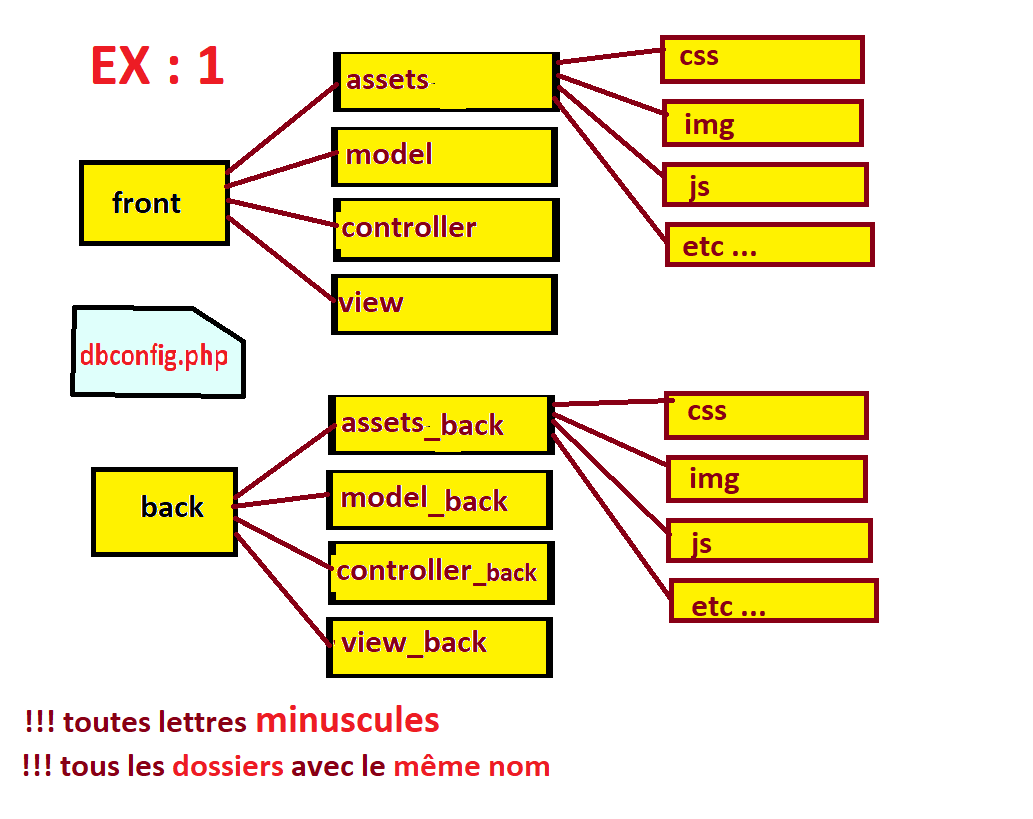 EX : 1
front
assets
model
controller
view
css
img
js
etc ...
dbconfig.php
back
assets_back
model_back
controller_back
view_back
css
img
js
etc ...
!!! toutes lettres minuscules
!!! tous les dossiers avec le même nom